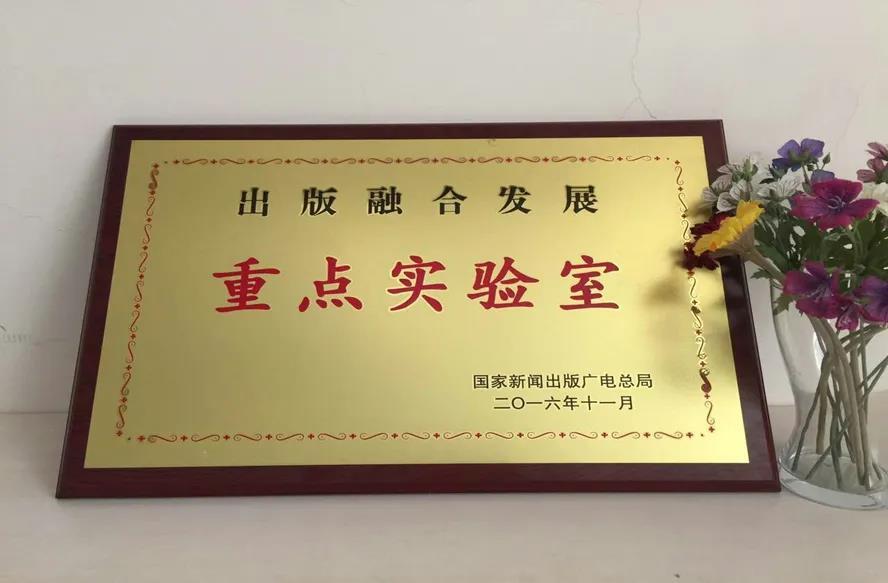 出版融合发展
重点实验室
国家新闻出版广电总局
二〇一六年十一月